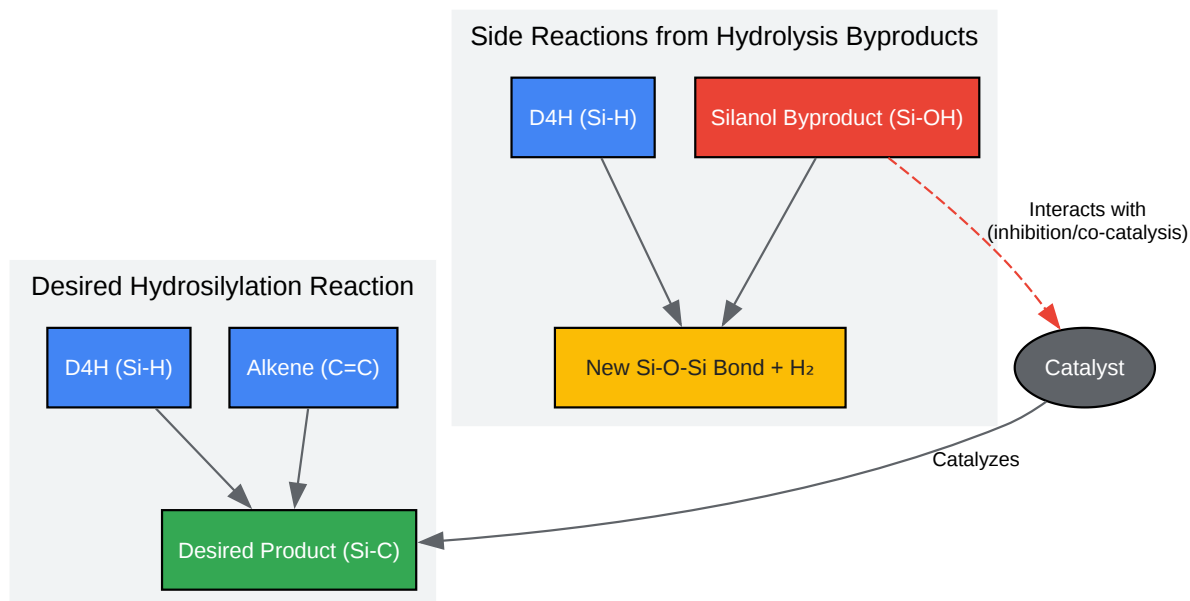 Side Reactions from Hydrolysis Byproducts
D4H (Si-H)
Silanol Byproduct (Si-OH)
Interacts with
(inhibition/co-catalysis)
Desired Hydrosilylation Reaction
D4H (Si-H)
Alkene (C=C)
New Si-O-Si Bond + H₂
Catalyst
Catalyzes
Desired Product (Si-C)